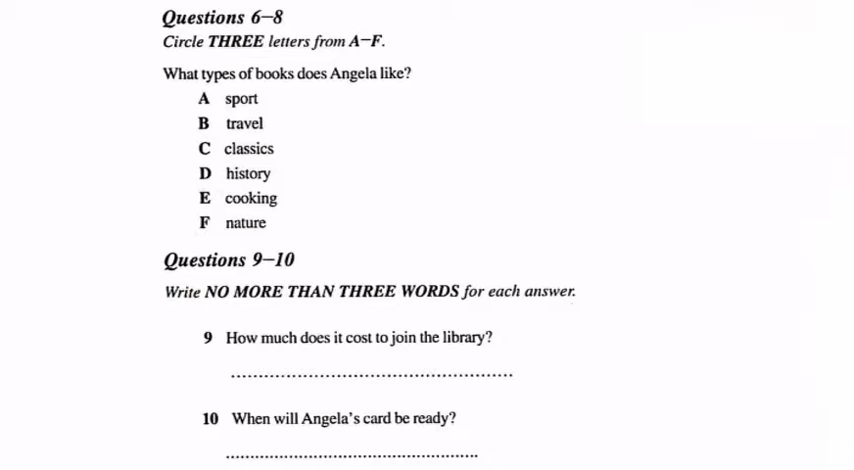 Questions 6–8
Circle THREE letters from A–F.
What types of books does Angela like?
A sport
B travel
C classics
D history
E cooking
F nature
Questions 9–10
Write NO MORE THAN THREE WORDS for each answer.
9 How much does it cost to join the library?
..................................................
10 When will Angela's card be ready?
..................................................